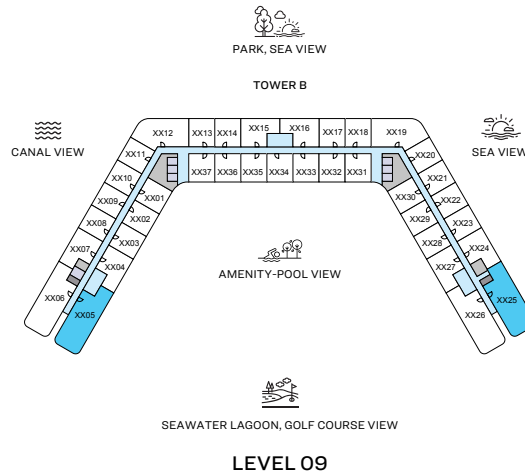 PARK, SEA VIEW
TOWER B
CANAL VIEW
SEA VIEW
XX12
XX13
XX14
XX15
XX16
XX17
XX18
XX19
XX11
XX37
XX36
XX35
XX34
XX33
XX32
XX31
XX20
XX10
XX01
XX30
XX21
XX09
XX02
XX29
XX22
XX08
XX03
XX28
XX23
XX07
XX04
XX27
XX24
XX06
XX05
XX26
XX25
AMENITY-POOL VIEW
SEAWATER LAGOON, GOLF COURSE VIEW
LEVEL 09